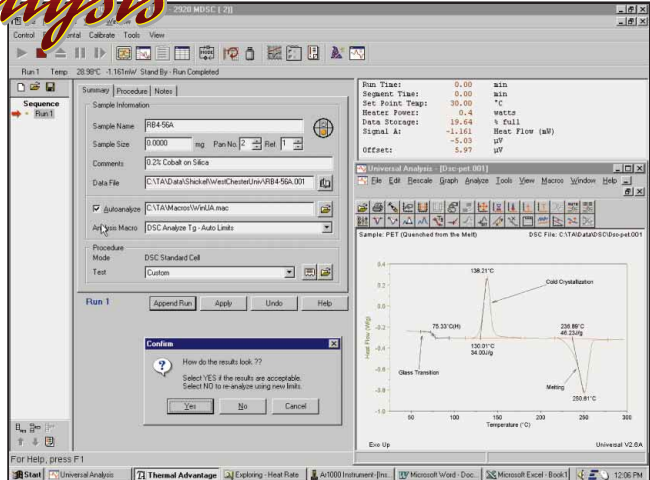 2920 MDSC ( 2)]
Control Calibrate Tools View
Run 1 Temp 28.98°C -1.161mW Stand By - Run Completed
Sequence
Run 1
Summary Procedure Notes
Sample Information
Sample Name RB4-56A
Sample Size 0.0000 mg Pan No. 2 Ref. 1
Comments 0.2% Cobalt on Silica
Data File C:\TA\Data\Shickel\WestChesterUniv\RB4-56A.001
Autoanalyze C:\TA\Macros\WinUA.mac
Analysis Macro DSC Analyze Tg - Auto Limits
Procedure
Mode DSC Standard Cell
Test Custom
Run 1 Append Run Apply Undo Help
Confirm
How do the results look ??
Select YES if the results are acceptable.
Select NO to re-analyze using new limits.
Yes No Cancel
Run Time: 0.00 min
Segment Time: 0.00 min
Set Point Temp: 30.00 °C
Heater Power: 0.4 watts
Data Storage: 19.64 % full
Signal A: -1.161 Heat Flow (mW)
-5.03 µV
Offset: 5.97 µV
Universal Analysis - [Dsc-pet.001]
File Edit Rescale Graph Analyze Tools View Macro Window Help
Sample: PET (Quenched from the Melt) DSC File: C:\TA\Data\DSC\Dsc-pet.001
0.4
138.21°C
Cold Crystallization
75.33°C(H)
236.88°C
46.23J/g
130.01°C
34.00J/g
Glass Transition
Melting
250.61°C
-0.4
-0.8
-1.0
Heat Flow (W/g)
50 100 150 200 250 300
Temperature (°C)
Exo Up Universal V2.6A
For Help, press F1
Start Universal Analysis Thermal Advantage Exploring - Heat Rate Ar1000 Instrument-[Ins.. Microsoft Word - Doc... Microsoft Excel - Book1 12:06 PM